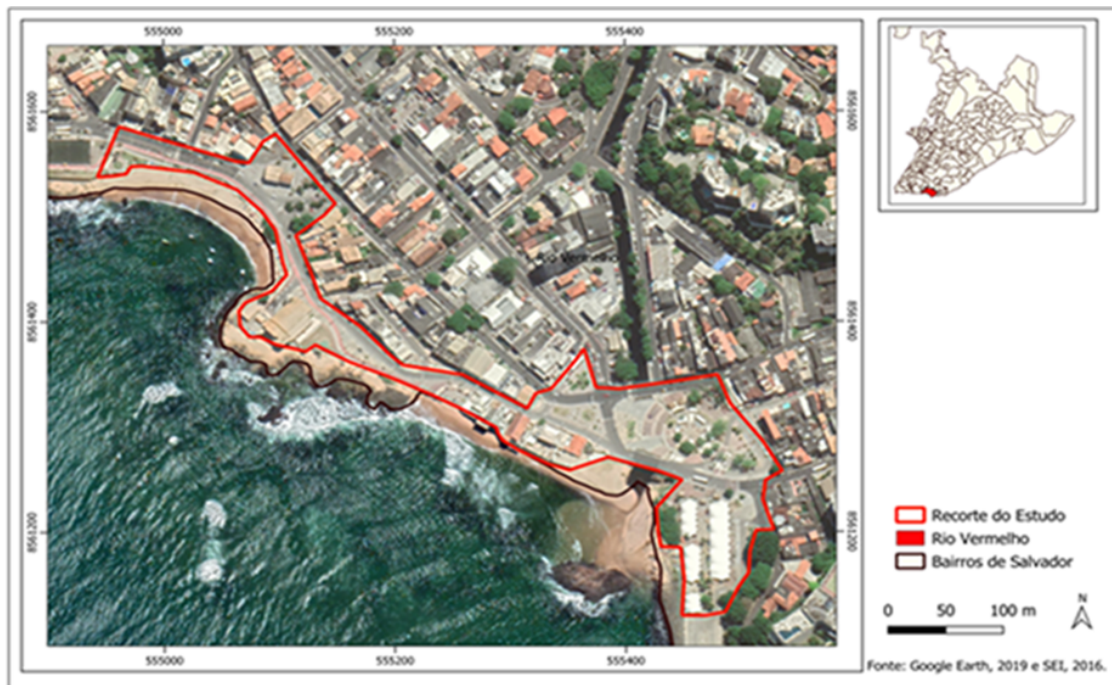 555000 555200 555400
8561600 8561600
Rio Vermelho
8561400 8561400
8561200 8561200
555000 555200 555400
Recorte do Estudo
Rio Vermelho
Bairros de Salvador
N
0 50 100 m
Fonte: Google Earth, 2019 e SEI, 2016.